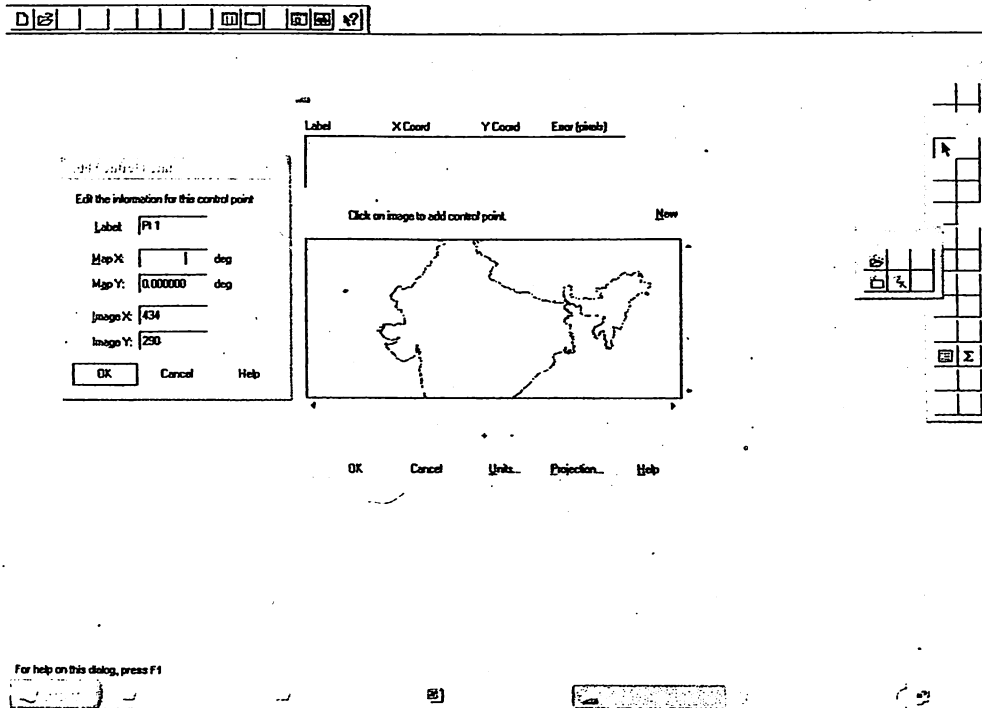 Label X Coord Y Coord Error (pixels)
Edit the information for this control point
Label: Pt 1
Map X: deg
Map Y: 0.000000 deg
Image X: 434
Image Y: 290
OK Cancel Help
Click on image to add control point.
New
OK Cancel Units... Projection... Help
For help on this dialog, press F1